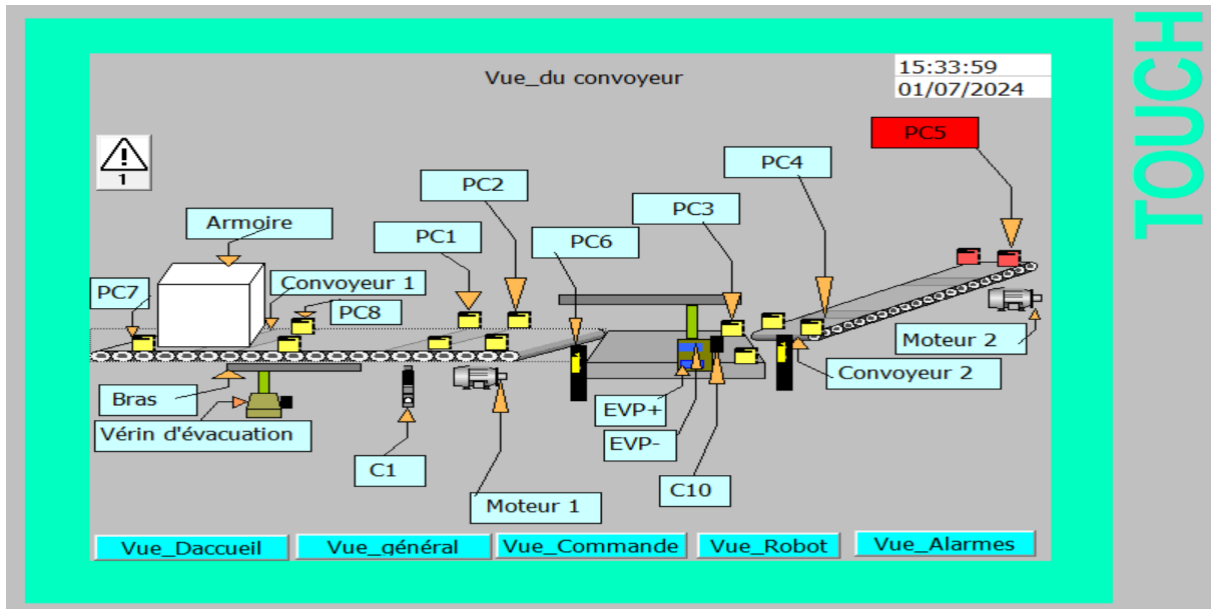 Vue_du convoyeur
15:33:59
01/07/2024
TOUCH
1
PC5
PC4
PC2
PC3
Armoire
PC1
PC6
PC7
Convoyeur 1
PC8
Moteur 2
Convoyeur 2
Bras
EVP+
Vérin d'évacuation
EVP-
C1
C10
Moteur 1
Vue_Daccueil
Vue_général
Vue_Commande
Vue_Robot
Vue_Alarmes